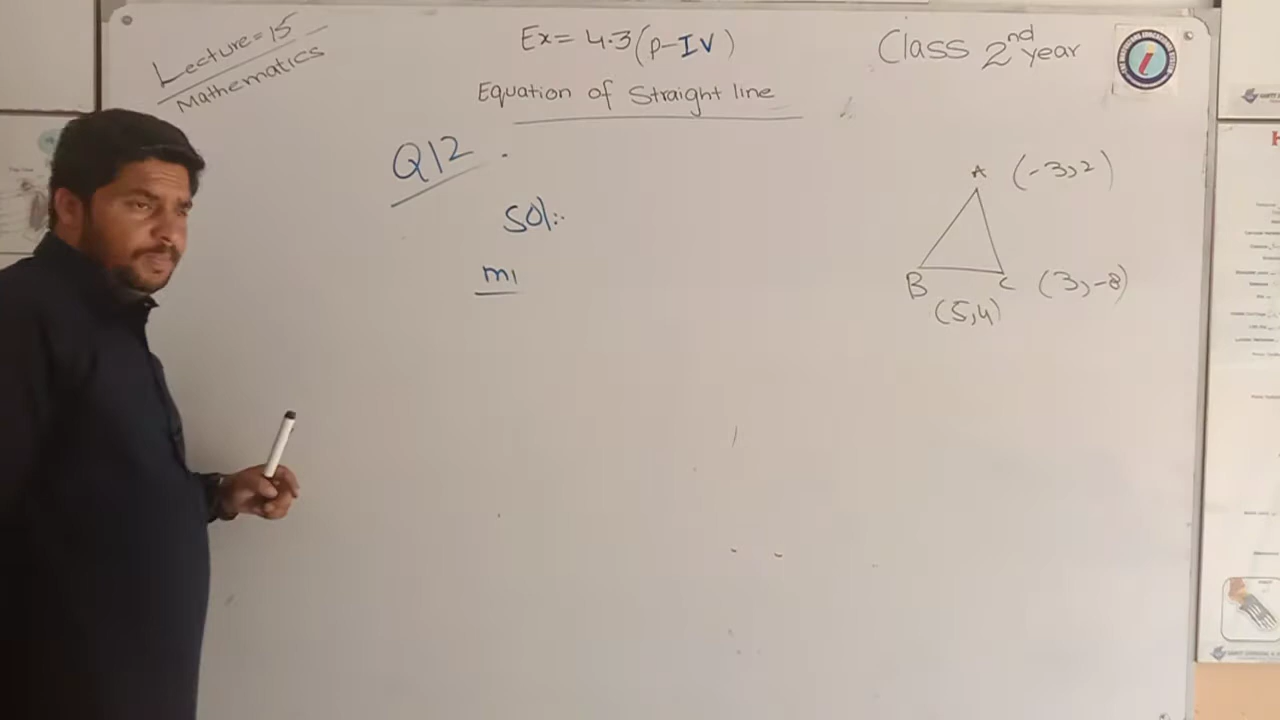 Lecture = 15
Mathematics
Ex = 4.3 (P-IV)
Equation of Straight line
Class 2nd year
Q12.
Sol:-
m1
A (-3,2)
B C (3,-8)
(5,4)